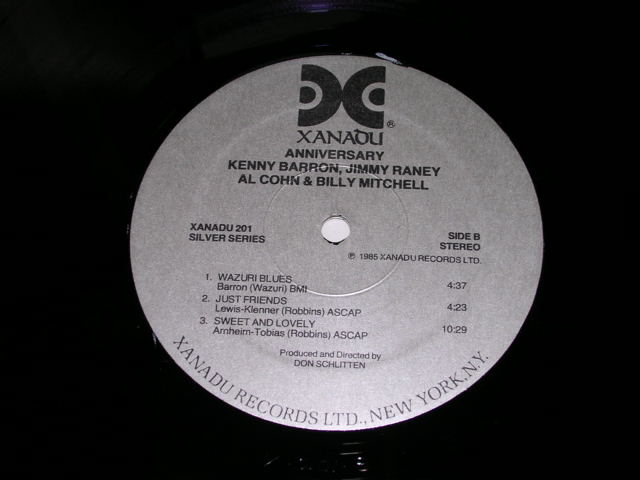 ®
XANADU
ANNIVERSARY
KENNY BARRON, JIMMY RANEY
AL COHN & BILLY MITCHELL
XANADU 201
SILVER SERIES
SIDE B
STEREO
℗ 1985 XANADU RECORDS LTD.
1. WAZURI BLUES
Barron (Wazuri) BMI 4:37
2. JUST FRIENDS
Lewis-Klenner (Robbins) ASCAP 4:23
3. SWEET AND LOVELY
Arnheim-Tobias (Robbins) ASCAP 10:29
Produced and Directed by
DON SCHLITTEN
XANADU RECORDS LTD., NEW YORK, N.Y.